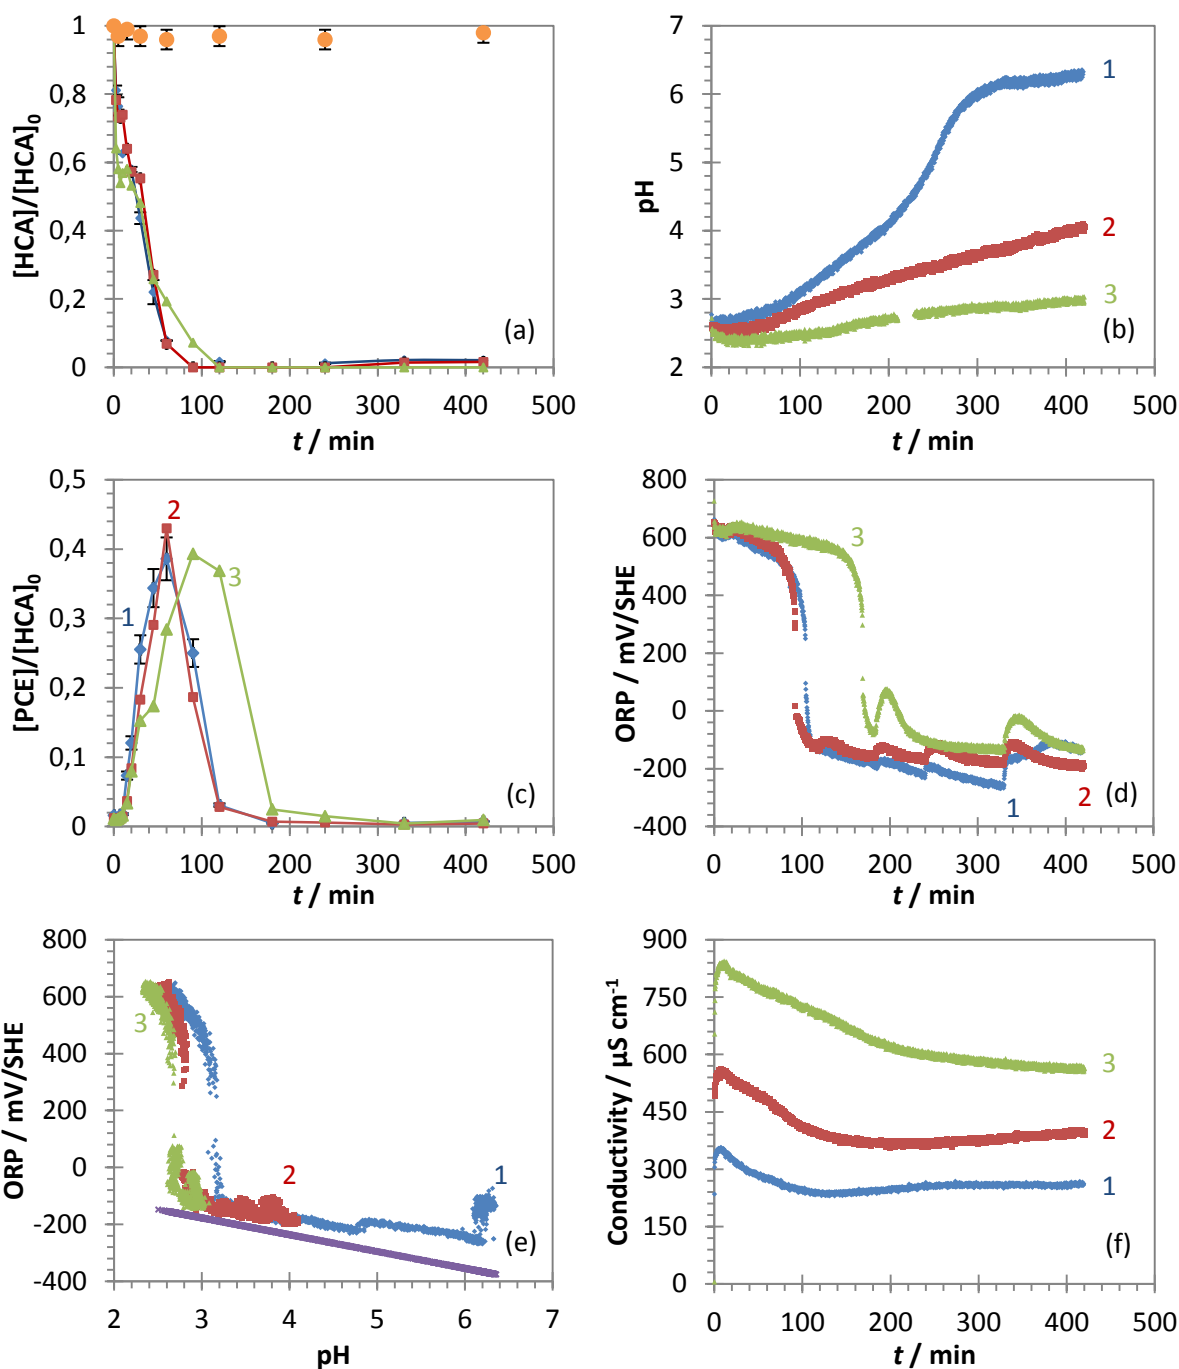 1
0,8
0,6
0,4
0,2
0
[HCA]/[HCA]0
0 100 200 300 400 500
t / min
(a)
7
6
5
4
3
2
pH
0 100 200 300 400 500
t / min
1
2
3
(b)
0,5
0,4
0,3
0,2
0,1
0
[PCE]/[HCA]0
0 100 200 300 400 500
t / min
2
1
3
(c)
800
600
400
200
0
-200
-400
ORP / mV/SHE
0 100 200 300 400 500
t / min
3
1
2
(d)
800
600
400
200
0
-200
-400
ORP / mV/SHE
2 3 4 5 6 7
pH
3
2
1
(e)
900
750
600
450
300
150
0
Conductivity / µS cm-1
0 100 200 300 400 500
t / min
3
2
1
(f)